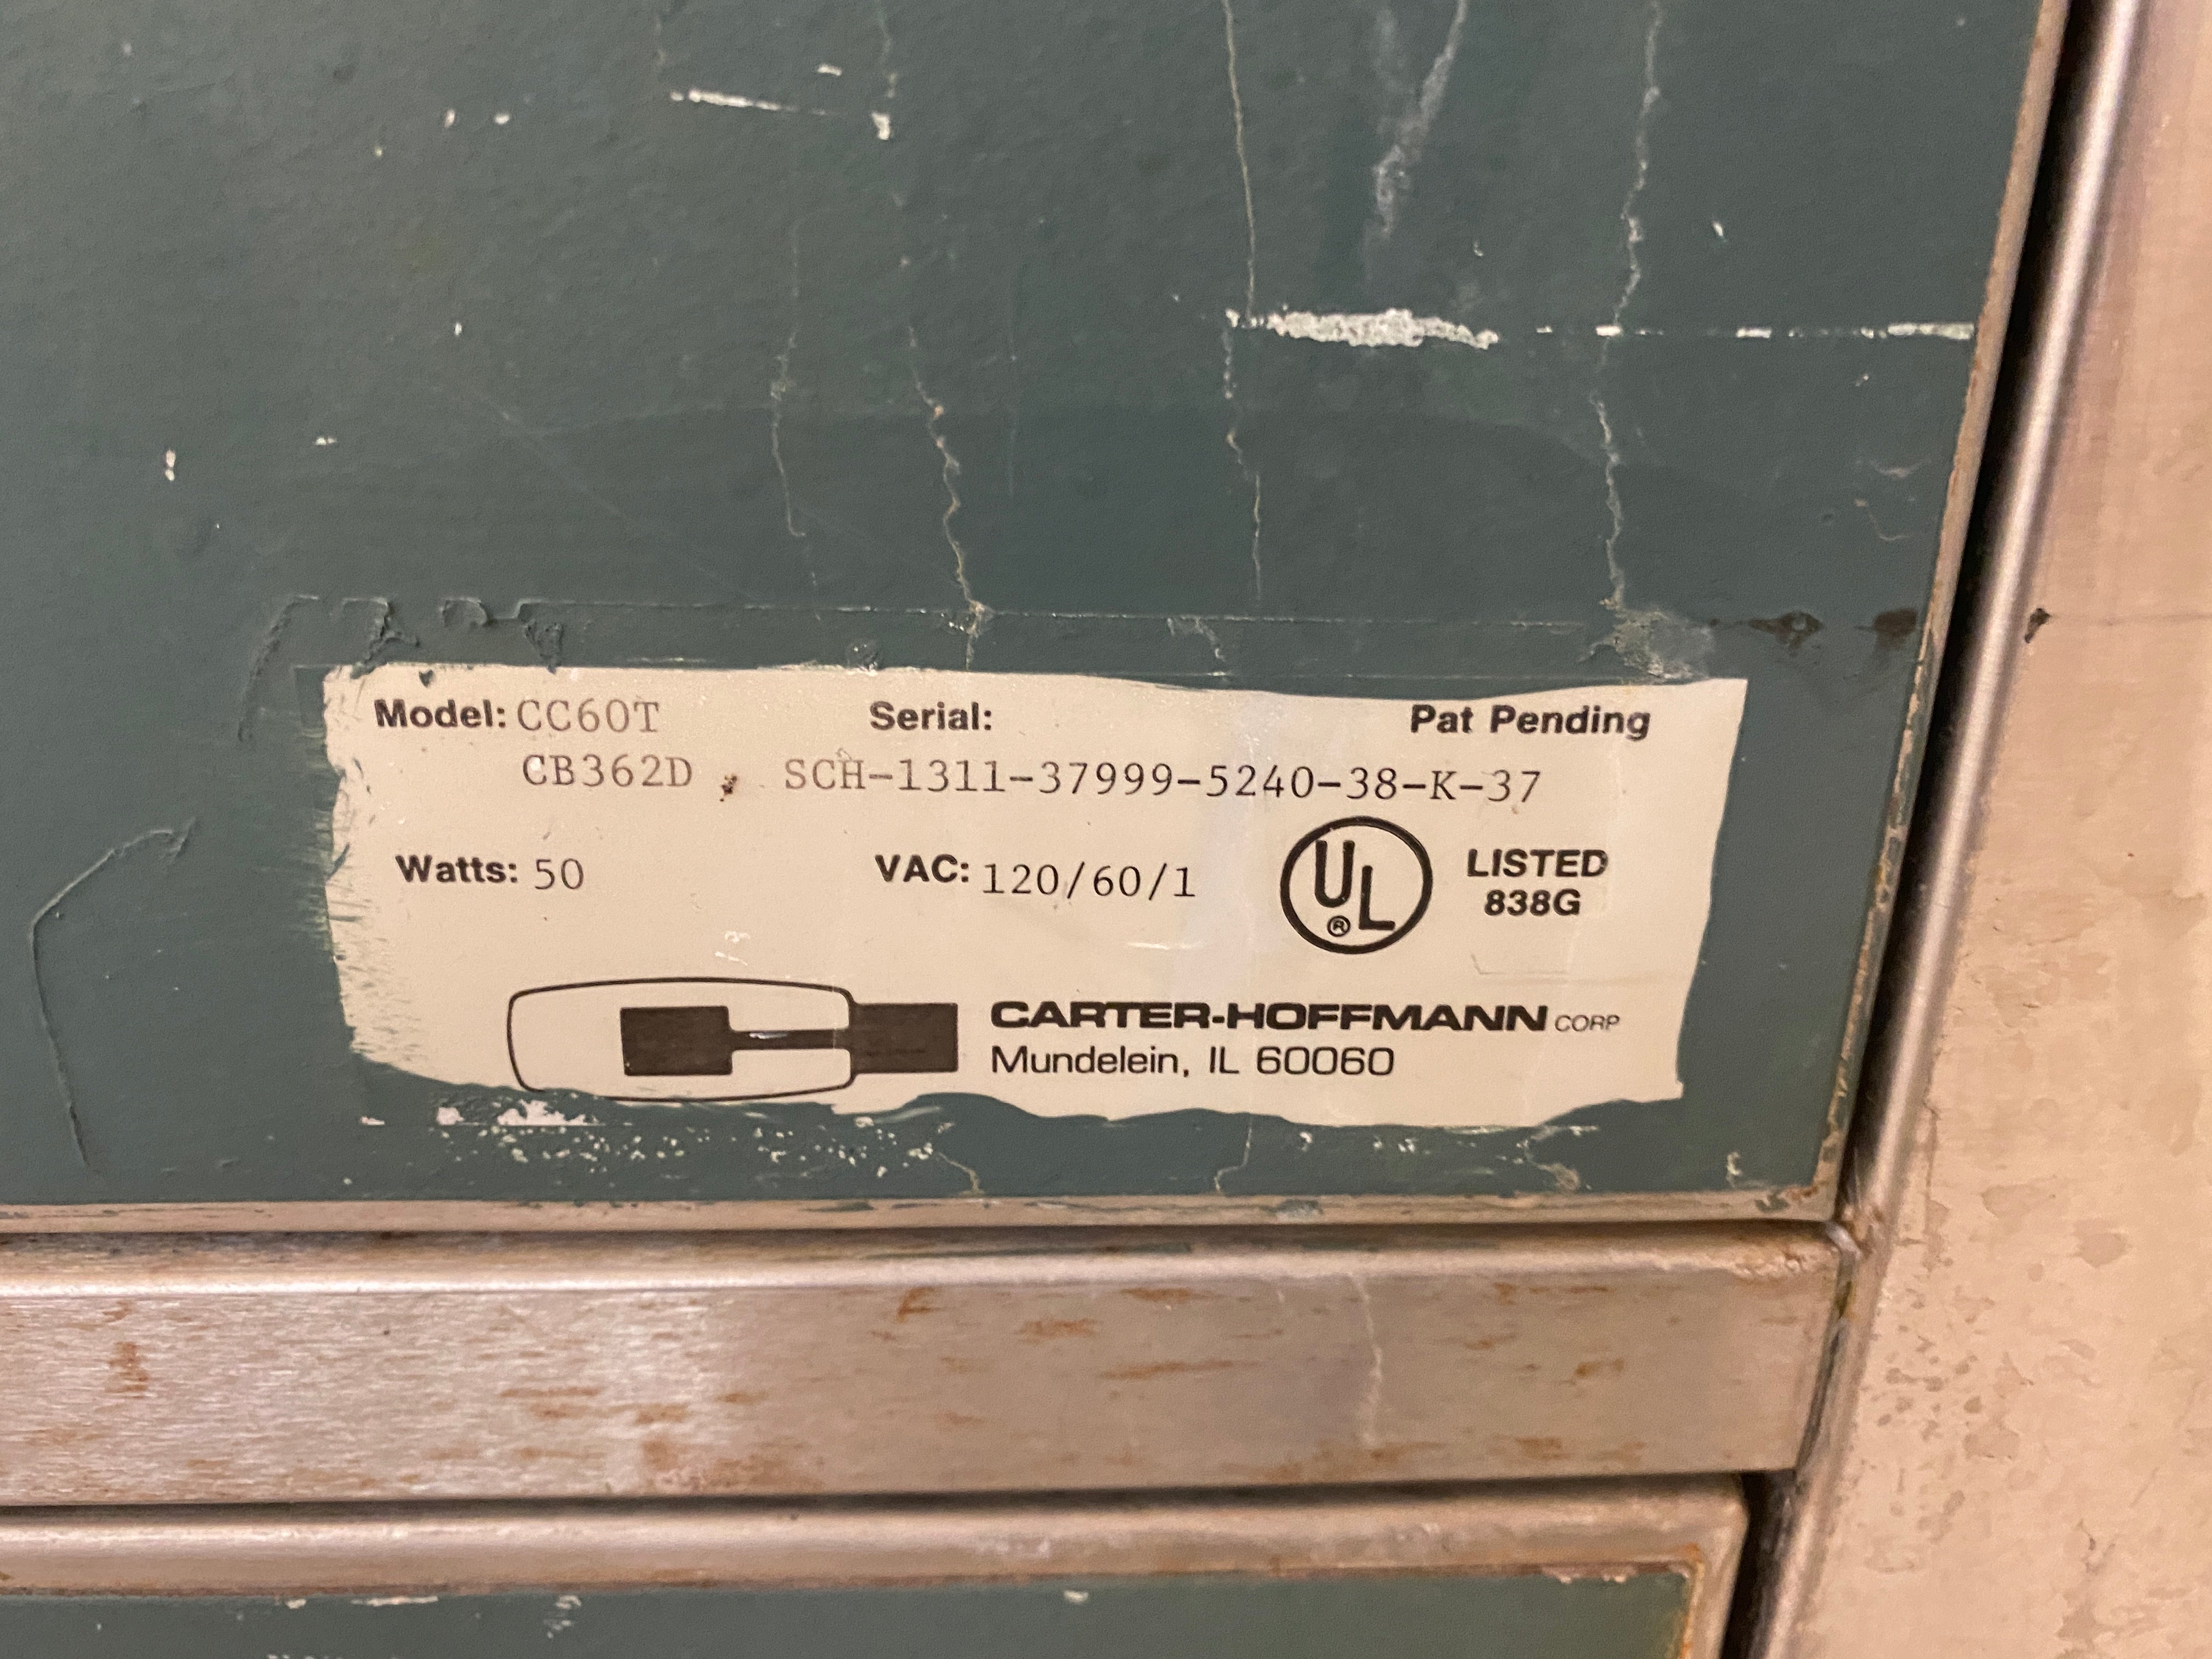 Model: CC60T Serial: Pat Pending
CB362D SCH-1311-37999-5240-38-K-37
Watts: 50 VAC: 120/60/1 UL® LISTED
838G
CARTER-HOFFMANN CORP
Mundelein, IL 60060